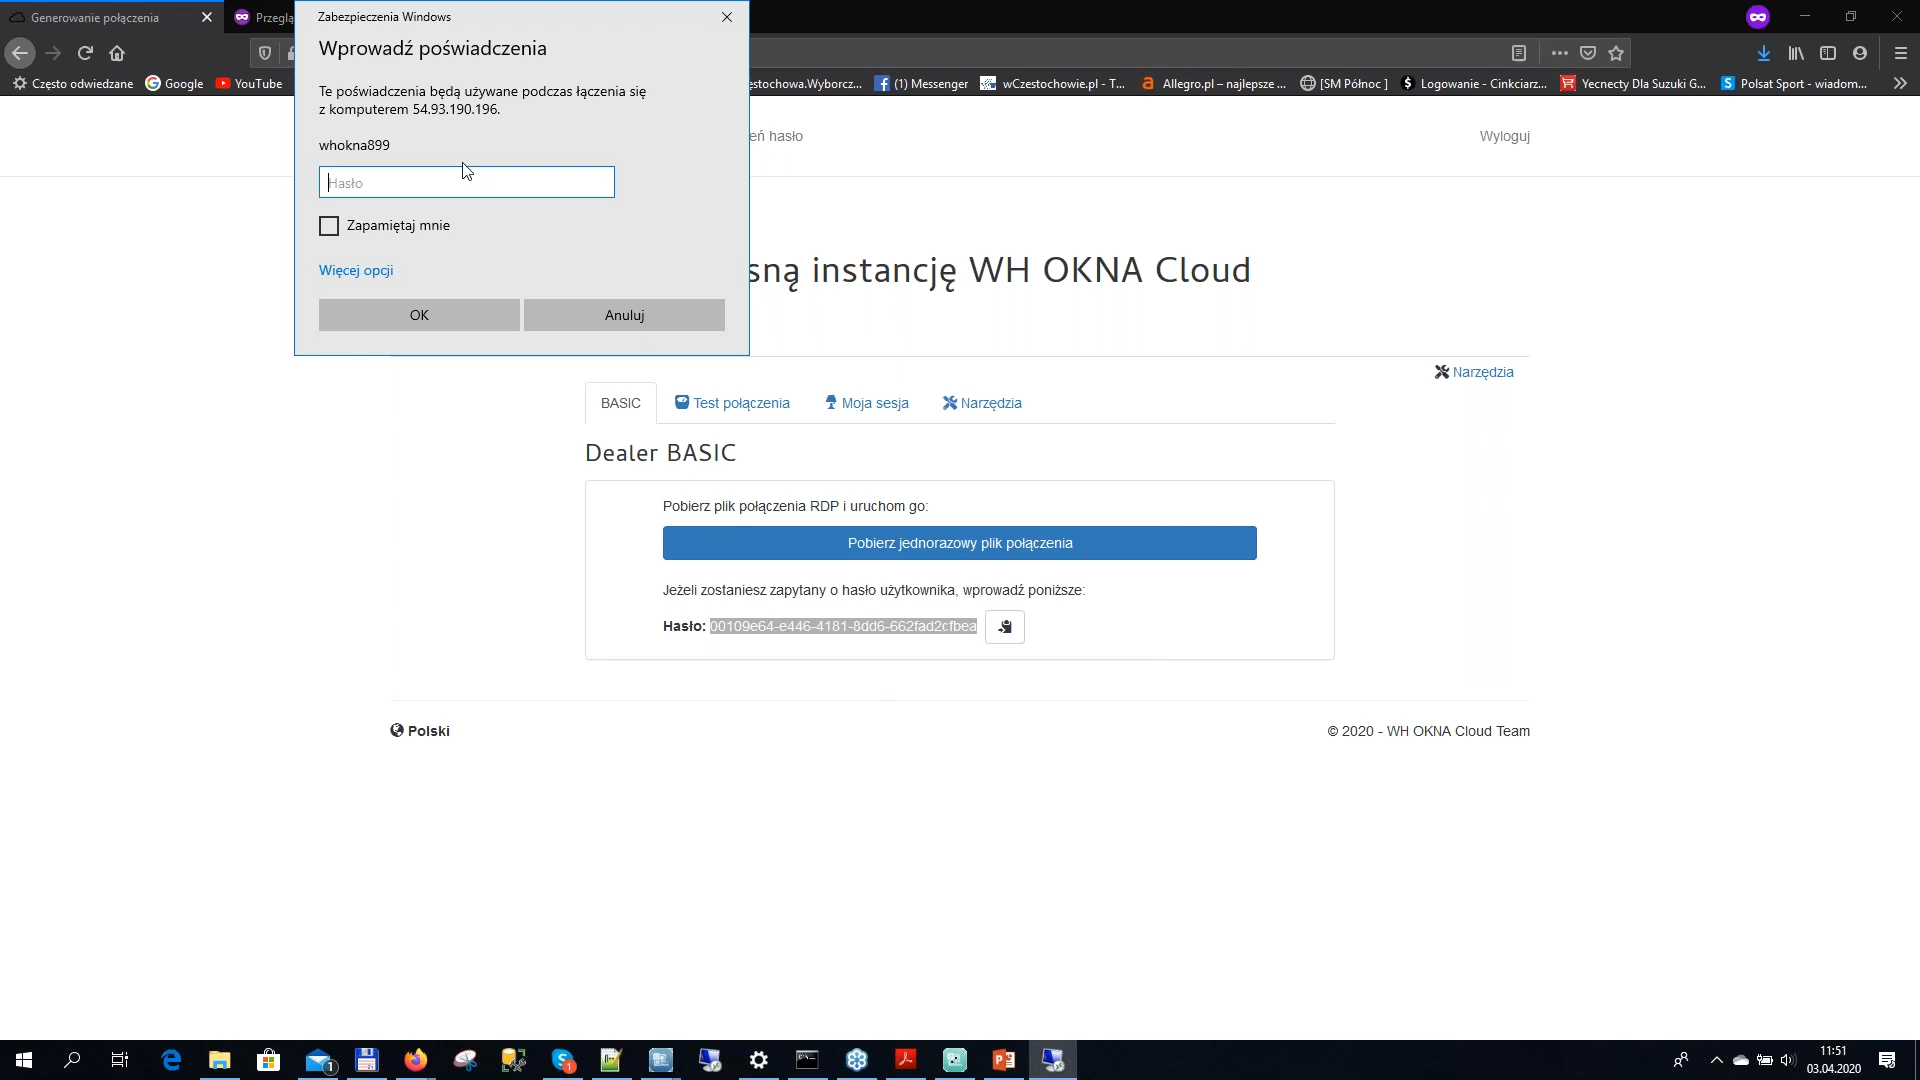 Generowanie połączenia
Przeglą
Zabezpieczenia Windows
Wprowadź poświadczenia
Te poświadczenia będą używane podczas łączenia się
z komputerem 54.93.190.196.
whokna899
Hasło
Zapamiętaj mnie
Więcej opcji
OK
Anuluj
Często odwiedzane
Google
YouTube
ęstochowa.Wyborcz...
(1) Messenger
wCzestochowie.pl - T...
Allegro.pl – najlepsze ...
[SM Północ ]
Logowanie - Cinkciarz...
Yecnecty Dla Suzuki G...
Polsat Sport - wiadom...
eń hasło
Wyloguj
sną instancję WH OKNA Cloud
Narzędzia
BASIC
Test połączenia
Moja sesja
Narzędzia
Dealer BASIC
Pobierz plik połączenia RDP i uruchom go:
Pobierz jednorazowy plik połączenia
Jeżeli zostaniesz zapytany o hasło użytkownika, wprowadź poniższe:
Hasło: 00109e64-e446-4181-8dd6-662fad2cfbea
Polski
© 2020 - WH OKNA Cloud Team
11:51
03.04.2020